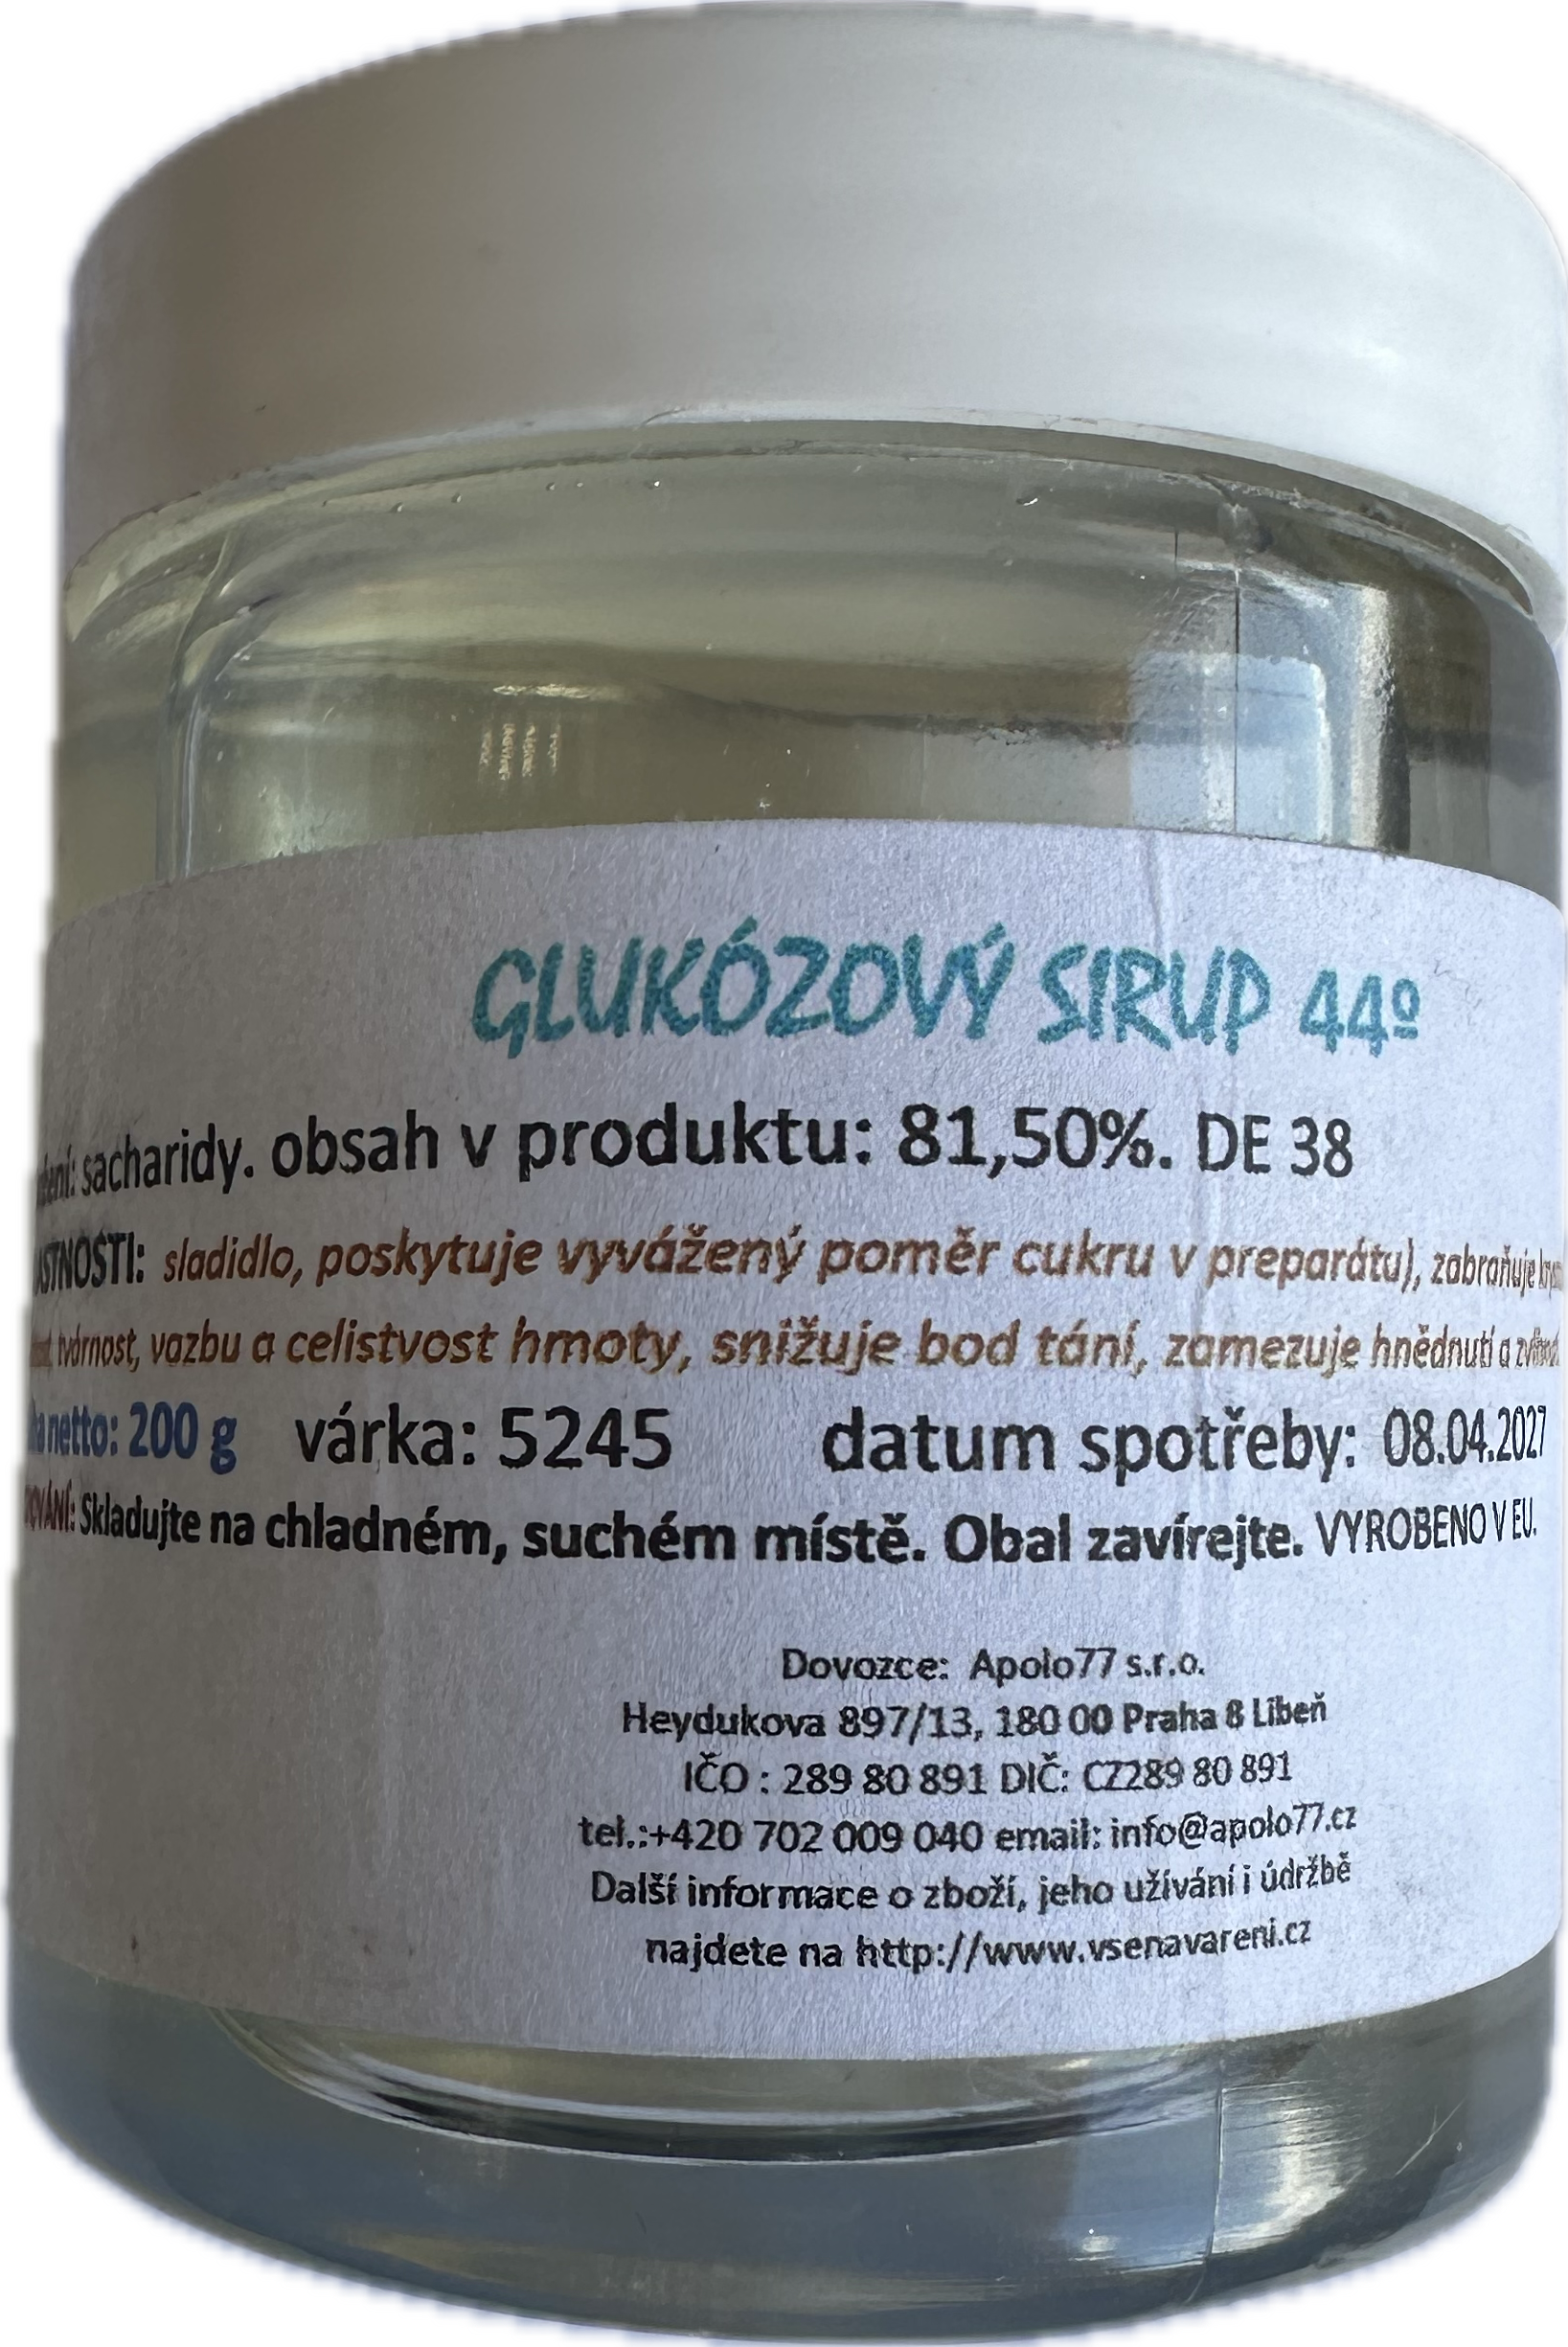 GLUKÓZOVÝ SIRUP 44º
sacharidy. obsah v produktu: 81,50%. DE 38
sladidlo, poskytuje vyvážený poměr cukru v preparátu), zabraňuje
tvárnost, vazbu a celistvost hmoty, snižuje bod tání, zamezuje hnědnutí a
netto: 200 g várka: 5245 datum spotřeby: 08.04.2027
Skladujte na chladném, suchém místě. Obal zavírejte. VYROBENO V EU.
Dovozce: Apolo77 s.r.o.
Heydukova 897/13, 180 00 Praha 8 Libeň
IČO : 289 80 891 DIČ: CZ289 80 891
tel.:+420 702 009 040 email: info@apolo77.cz
Další informace o zboží, jeho užívání i údržbě
najdete na http://www.vsenavareni.cz